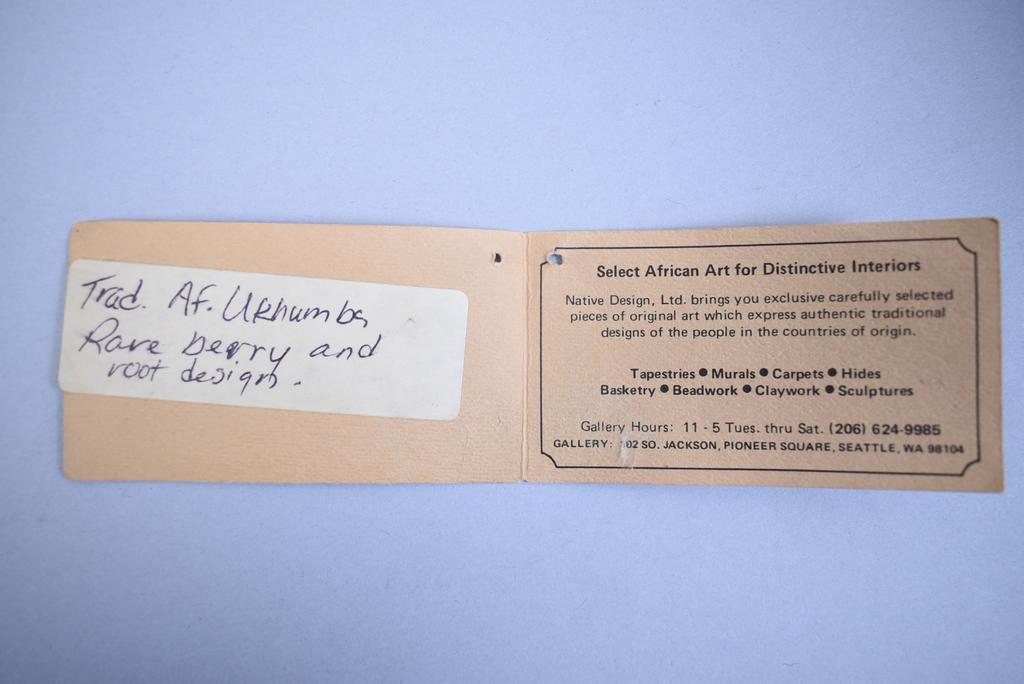 Trad. Af. Ukhumba
Rare berry and
root design.
Select African Art for Distinctive Interiors
Native Design, Ltd. brings you exclusive carefully selected
pieces of original art which express authentic traditional
designs of the people in the countries of origin.
Tapestries ● Murals ● Carpets ● Hides
Basketry ● Beadwork ● Claywork ● Sculptures
Gallery Hours: 11 - 5 Tues. thru Sat. (206) 624-9985
GALLERY: 02 SO. JACKSON, PIONEER SQUARE, SEATTLE, WA 98104